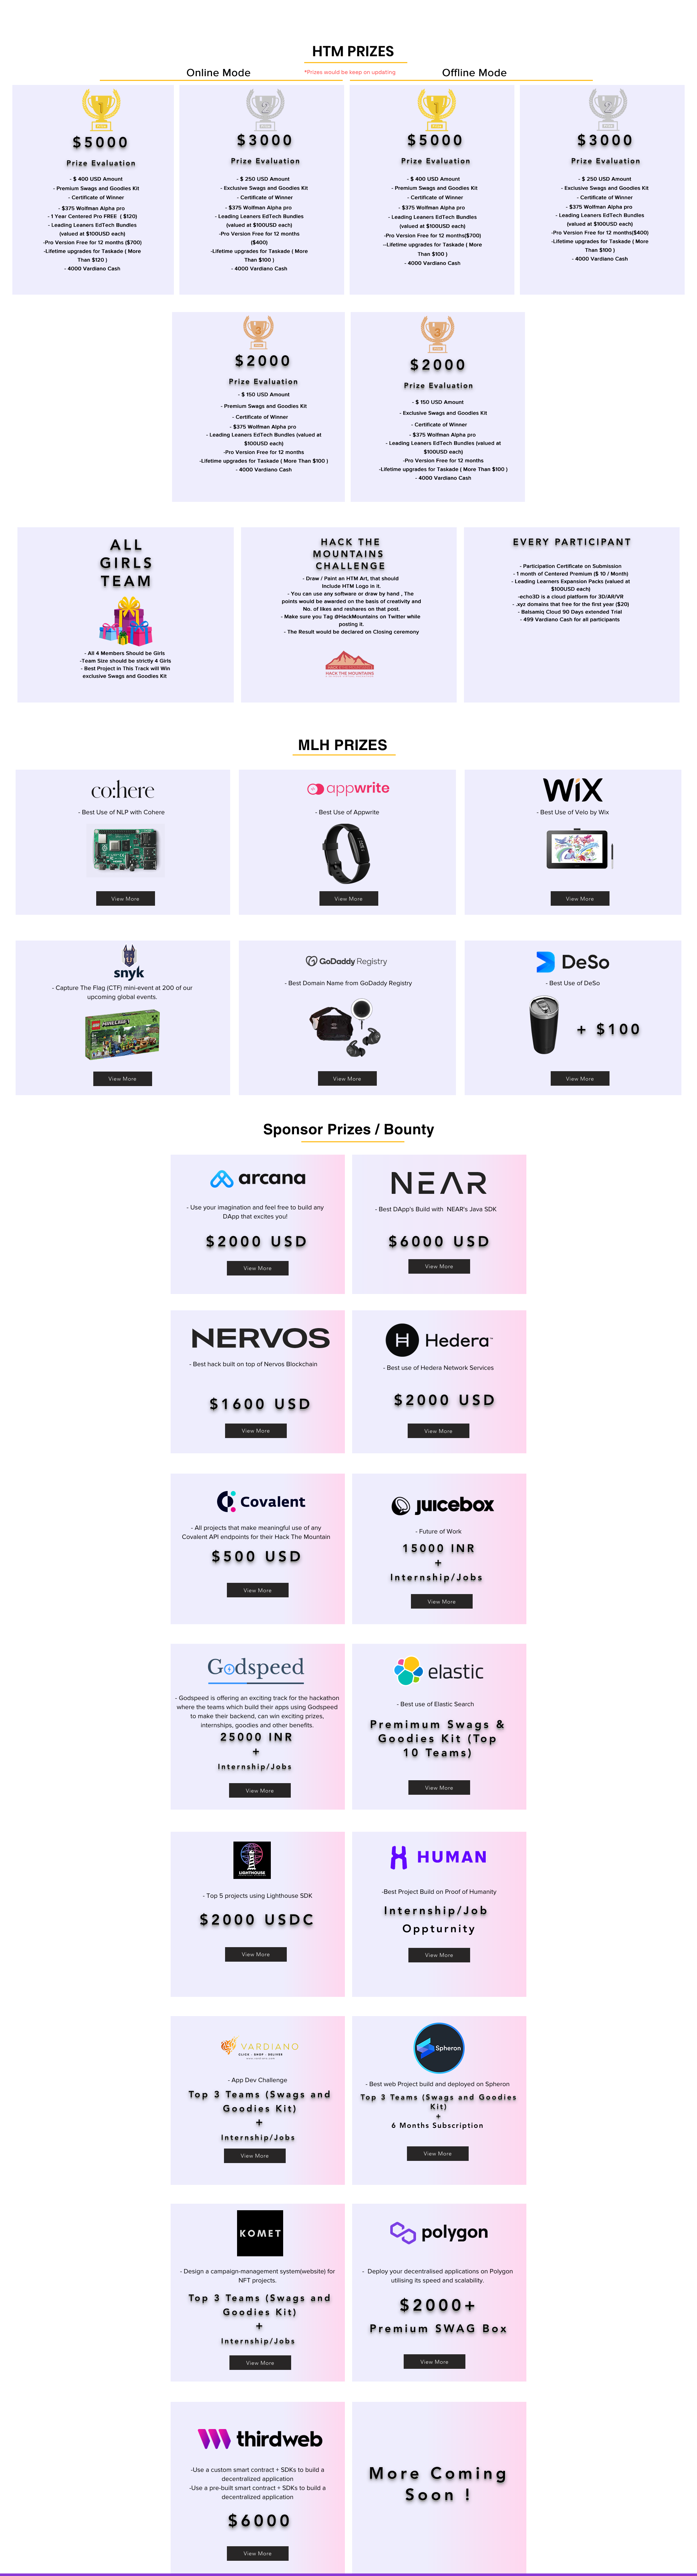 HTM PRIZES
Online Mode
*Prizes would be keep on updating
Offline Mode
1
$5000
Prize Evaluation
- $ 400 USD Amount
- Premium Swags and Goodies Kit
- Certificate of Winner
- $375 Wolfman Alpha pro
- 1 Year Centered Pro FREE ( $120)
- Leading Leaners EdTech Bundles
(valued at $100USD each)
-Pro Version Free for 12 months ($700)
-Lifetime upgrades for Taskade ( More
Than $120 )
- 4000 Vardiano Cash
2
$3000
Prize Evaluation
- $ 250 USD Amount
- Exclusive Swags and Goodies Kit
- Certificate of Winner
- $375 Wolfman Alpha pro
- Leading Leaners EdTech Bundles
(valued at $100USD each)
-Pro Version Free for 12 months
($400)
-Lifetime upgrades for Taskade ( More
Than $100 )
- 4000 Vardiano Cash
1
$5000
Prize Evaluation
- $ 400 USD Amount
- Premium Swags and Goodies Kit
- Certificate of Winner
- $375 Wolfman Alpha pro
- Leading Leaners EdTech Bundles
(valued at $100USD each)
-Pro Version Free for 12 months($700)
--Lifetime upgrades for Taskade ( More
Than $100 )
- 4000 Vardiano Cash
2
$3000
Prize Evaluation
- $ 250 USD Amount
- Exclusive Swags and Goodies Kit
- Certificate of Winner
- $375 Wolfman Alpha pro
- Leading Leaners EdTech Bundles
(valued at $100USD each)
-Pro Version Free for 12 months($400)
-Lifetime upgrades for Taskade ( More
Than $100 )
- 4000 Vardiano Cash
3
$2000
Prize Evaluation
- $ 150 USD Amount
- Premium Swags and Goodies Kit
- Certificate of Winner
- $375 Wolfman Alpha pro
- Leading Leaners EdTech Bundles (valued at
$100USD each)
-Pro Version Free for 12 months
-Lifetime upgrades for Taskade ( More Than $100 )
- 4000 Vardiano Cash
3
$2000
Prize Evaluation
- $ 150 USD Amount
- Exclusive Swags and Goodies Kit
- Certificate of Winner
- $375 Wolfman Alpha pro
- Leading Leaners EdTech Bundles (valued at
$100USD each)
-Pro Version Free for 12 months
-Lifetime upgrades for Taskade ( More Than $100 )
- 4000 Vardiano Cash
ALL
GIRLS
TEAM
- All 4 Members Should be Girls
-Team Size should be strictly 4 Girls
- Best Project in This Track will Win
exclusive Swags and Goodies Kit
HACK THE
MOUNTAINS
CHALLENGE
- Draw / Paint an HTM Art, that should
Include HTM Logo in it.
- You can use any software or draw by hand , The
points would be awarded on the basis of creativity and
No. of likes and reshares on that post.
- Make sure you Tag @HackMountains on Twitter while
posting it.
- The Result would be declared on Closing ceremony
HACK THE MOUNTAINS
EVERY PARTICIPANT
- Participation Certificate on Submission
- 1 month of Centered Premium ($ 10 / Month)
- Leading Learners Expansion Packs (valued at
$100USD each)
-echo3D is a cloud platform for 3D/AR/VR
- .xyz domains that free for the first year ($20)
- Balsamiq Cloud 90 Days extended Trial
- 499 Vardiano Cash for all participants
MLH PRIZES
co:here
- Best Use of NLP with Cohere
View More
appwrite
- Best Use of Appwrite
View More
WiX
- Best Use of Velo by Wix
View More
snyk
- Capture The Flag (CTF) mini-event at 200 of our
upcoming global events.
LEGO
MINECRAFT
View More
GoDaddy Registry
- Best Domain Name from GoDaddy Registry
View More
DeSo
- Best Use of DeSo
+ $100
View More
Sponsor Prizes / Bounty
arcana
- Use your imagination and feel free to build any
DApp that excites you!
$2000 USD
View More
NEAR
- Best DApp's Build with NEAR's Java SDK
$6000 USD
View More
NERVOS
- Best hack built on top of Nervos Blockchain
$1600 USD
View More
Hedera
- Best use of Hedera Network Services
$2000 USD
View More
Covalent
- All projects that make meaningful use of any
Covalent API endpoints for their Hack The Mountain
$500 USD
View More
juicebox
- Future of Work
15000 INR
+
Internship/Jobs
View More
Godspeed
- Godspeed is offering an exciting track for the hackathon
where the teams which build their apps using Godspeed
to make their backend, can win exciting prizes,
internships, goodies and other benefits.
25000 INR
+
Internship/Jobs
View More
elastic
- Best use of Elastic Search
Premimum Swags &
Goodies Kit (Top
10 Teams)
View More
LIGHTHOUSE
- Top 5 projects using Lighthouse SDK
$2000 USDC
View More
HUMAN
-Best Project Build on Proof of Humanity
Internship/Job
Oppturnity
View More
VARDIANO
CLICK . SHOP . DELIVER
- App Dev Challenge
Top 3 Teams (Swags and
Goodies Kit)
+
Internship/Jobs
View More
Spheron
- Best web Project build and deployed on Spheron
Top 3 Teams (Swags and Goodies
Kit)
+
6 Months Subscription
View More
KOMET
- Design a campaign-management system(website) for
NFT projects.
Top 3 Teams (Swags and
Goodies Kit)
+
Internship/Jobs
View More
polygon
- Deploy your decentralised applications on Polygon
utilising its speed and scalability.
$2000+
Premium SWAG Box
View More
thirdweb
-Use a custom smart contract + SDKs to build a
decentralized application
-Use a pre-built smart contract + SDKs to build a
decentralized application
$6000
View More
More Coming
Soon !